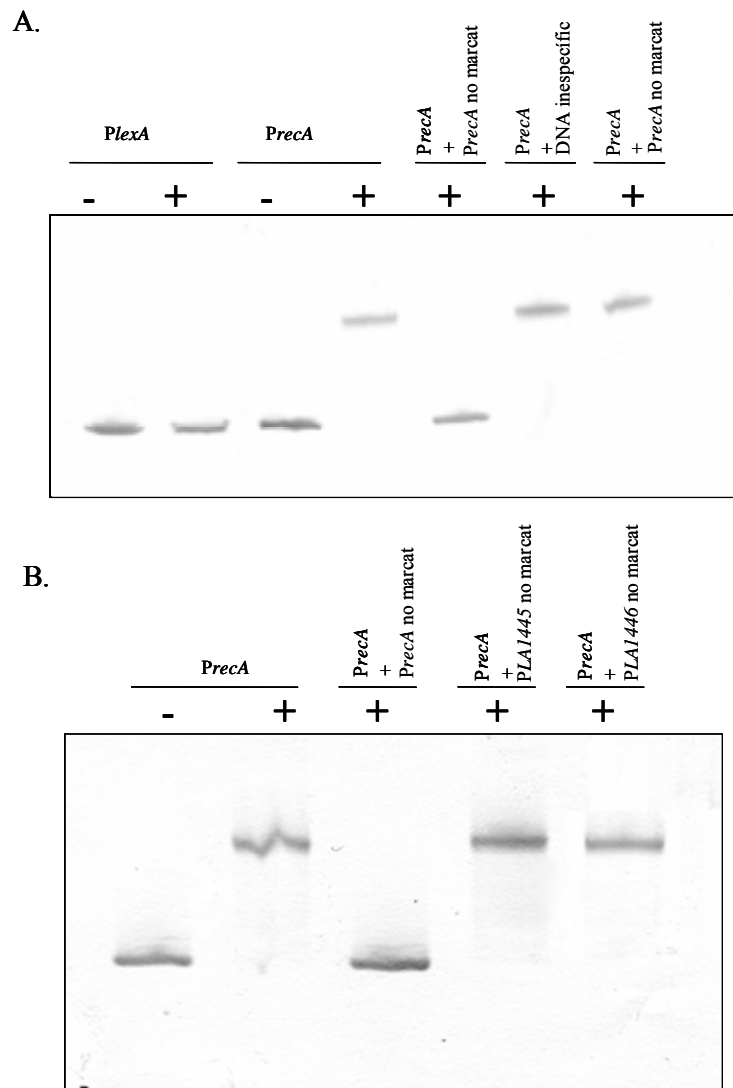 A.
PlexA
PrecA
PrecA
+
PrecA no marcat
PrecA
+
DNA inespecífic
PrecA
+
PrecA no marcat
- + - + + + +
B.
PrecA
PrecA
+
PrecA no marcat
PrecA
+
PLA1445 no marcat
PrecA
+
PLA1446 no marcat
- + + + +